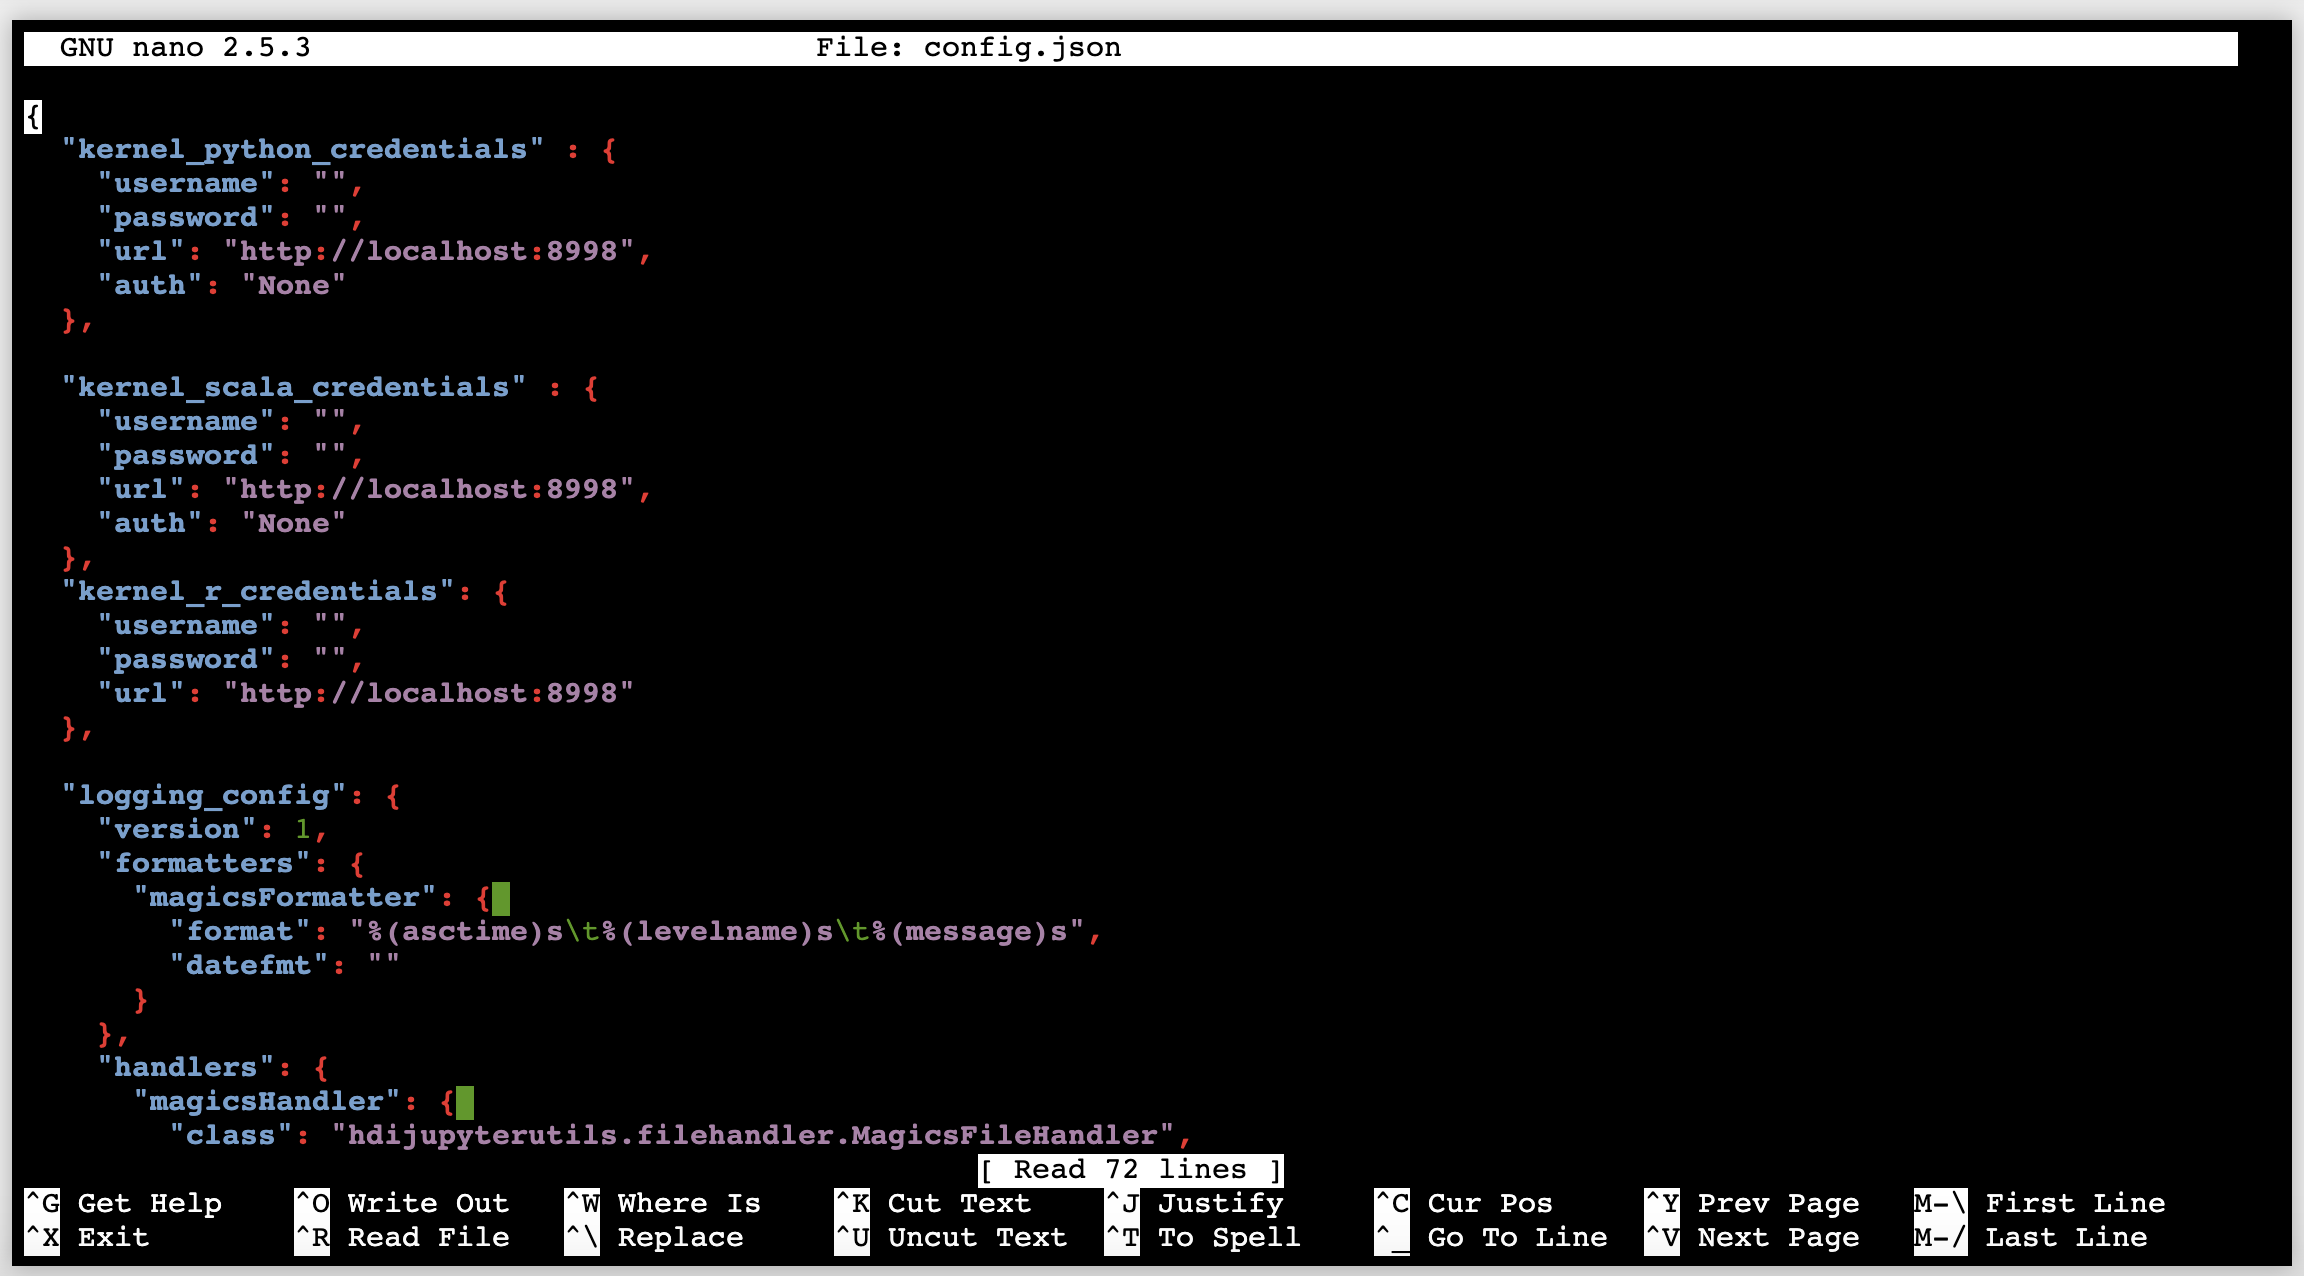 GNU nano 2.5.3 File: config.json
{
  "kernel_python_credentials" : {
    "username": "",
    "password": "",
    "url": "http://localhost:8998",
    "auth": "None"
  },

  "kernel_scala_credentials" : {
    "username": "",
    "password": "",
    "url": "http://localhost:8998",
    "auth": "None"
  },
  "kernel_r_credentials": {
    "username": "",
    "password": "",
    "url": "http://localhost:8998"
  },

  "logging_config": {
    "version": 1,
    "formatters": {
      "magicsFormatter": {
        "format": "%(asctime)s\t%(levelname)s\t%(message)s",
        "datefmt": ""
      }
    },
    "handlers": {
      "magicsHandler": {
        "class": "hdijupyterutils.filehandler.MagicsFileHandler",
[ Read 72 lines ]
^G Get Help ^O Write Out ^W Where Is ^K Cut Text ^J Justify ^C Cur Pos ^Y Prev Page M-\ First Line
^X Exit ^R Read File ^\ Replace ^U Uncut Text ^T To Spell ^_ Go To Line ^V Next Page M-/ Last Line